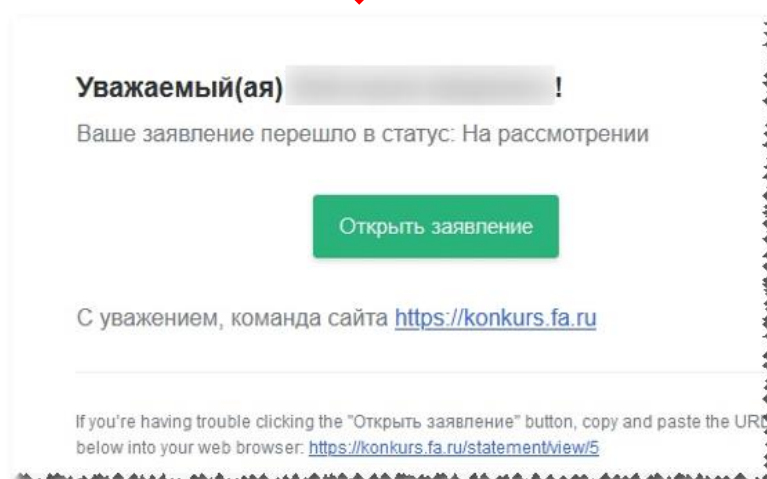 Уважаемый(ая) !
Ваше заявление перешло в статус: На рассмотрении
Открыть заявление
С уважением, команда сайта https://konkurs.fa.ru
If you're having trouble clicking the "Открыть заявление" button, copy and paste the URL
below into your web browser: https://konkurs.fa.ru/statement/view/5